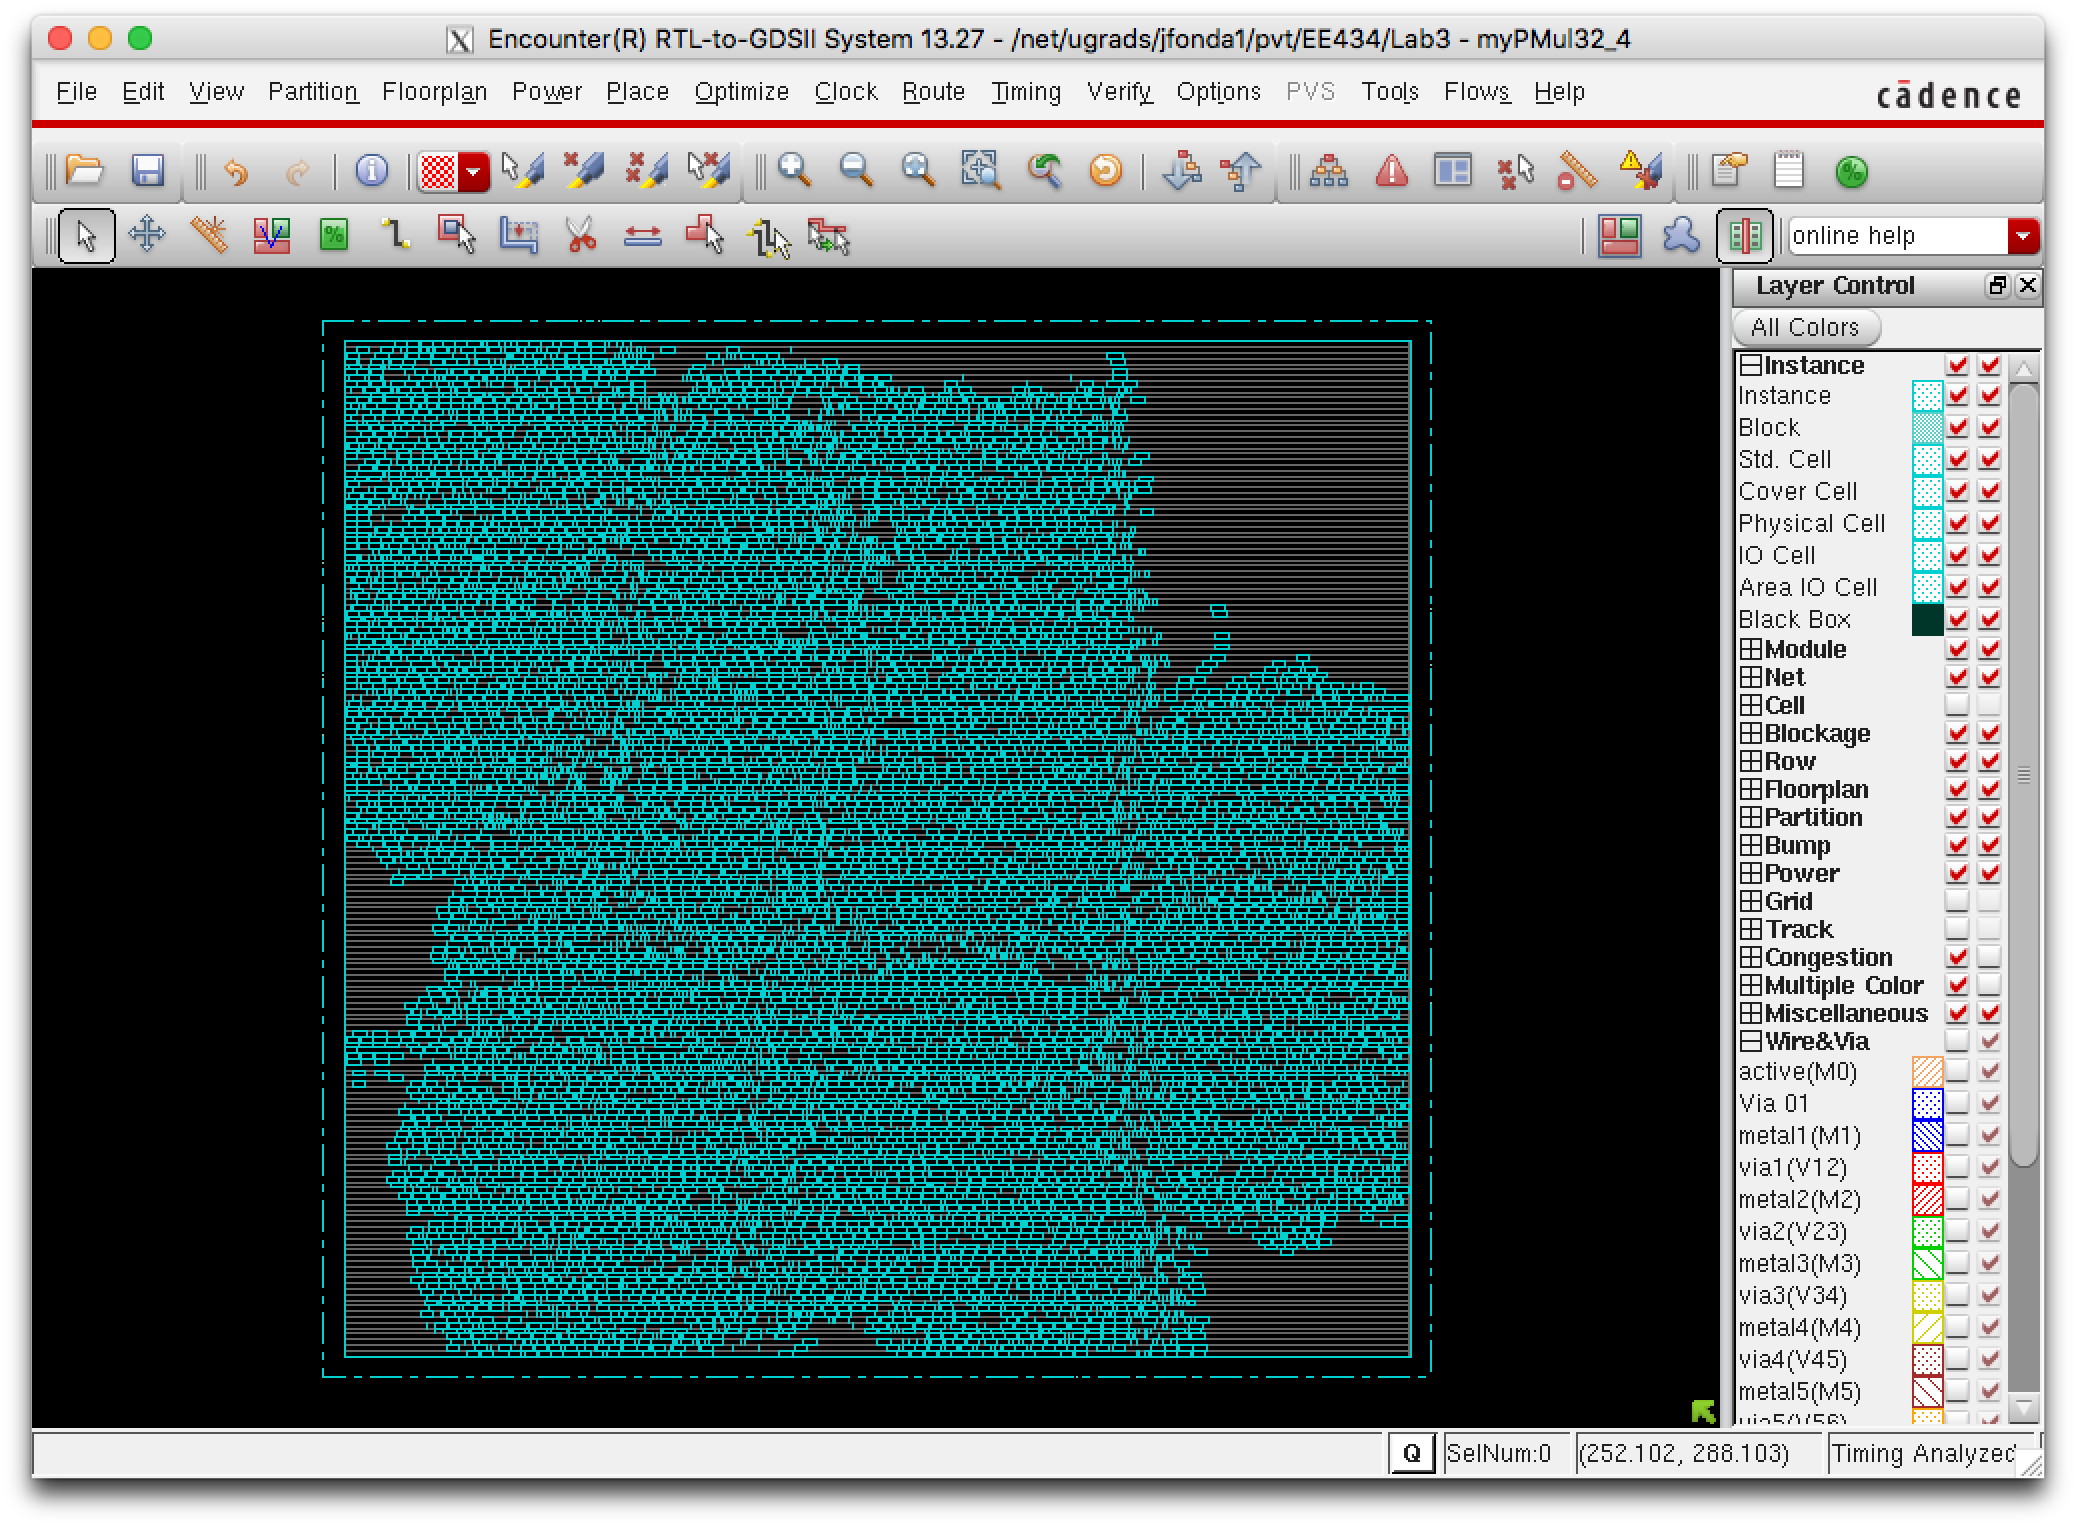 Encounter(R) RTL-to-GDSII System 13.27 - /net/ugrads/jfonda1/pvt/EE434/Lab3 - myPMul32_4
File Edit View Partition Floorplan Power Place Optimize Clock Route Timing Verify Options PVS Tools Flows Help
cādence
online help
Layer Control
All Colors
Instance
Instance
Block
Std. Cell
Cover Cell
Physical Cell
IO Cell
Area IO Cell
Black Box
Module
Net
Cell
Blockage
Row
Floorplan
Partition
Bump
Power
Grid
Track
Congestion
Multiple Color
Miscellaneous
Wire&Via
active(M0)
Via 01
metal1(M1)
via1(V12)
metal2(M2)
via2(V23)
metal3(M3)
via3(V34)
metal4(M4)
via4(V45)
metal5(M5)
via5(V56)
Q SelNum:0 (252.102, 288.103) Timing Analyzed